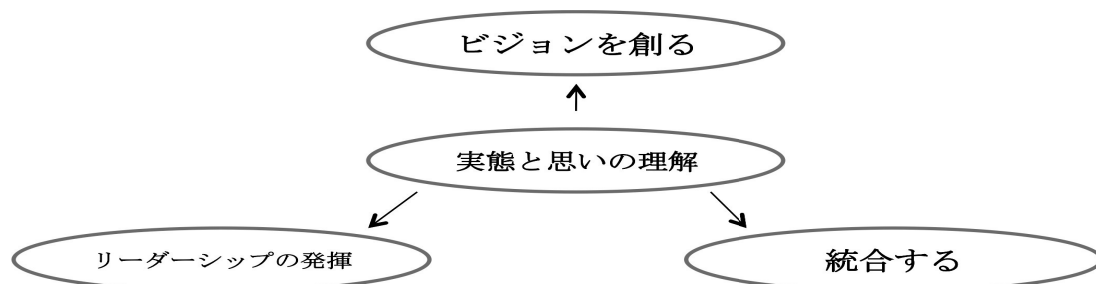 ビジョンを創る
実態と思いの理解
リーダーシップの発揮
統合する